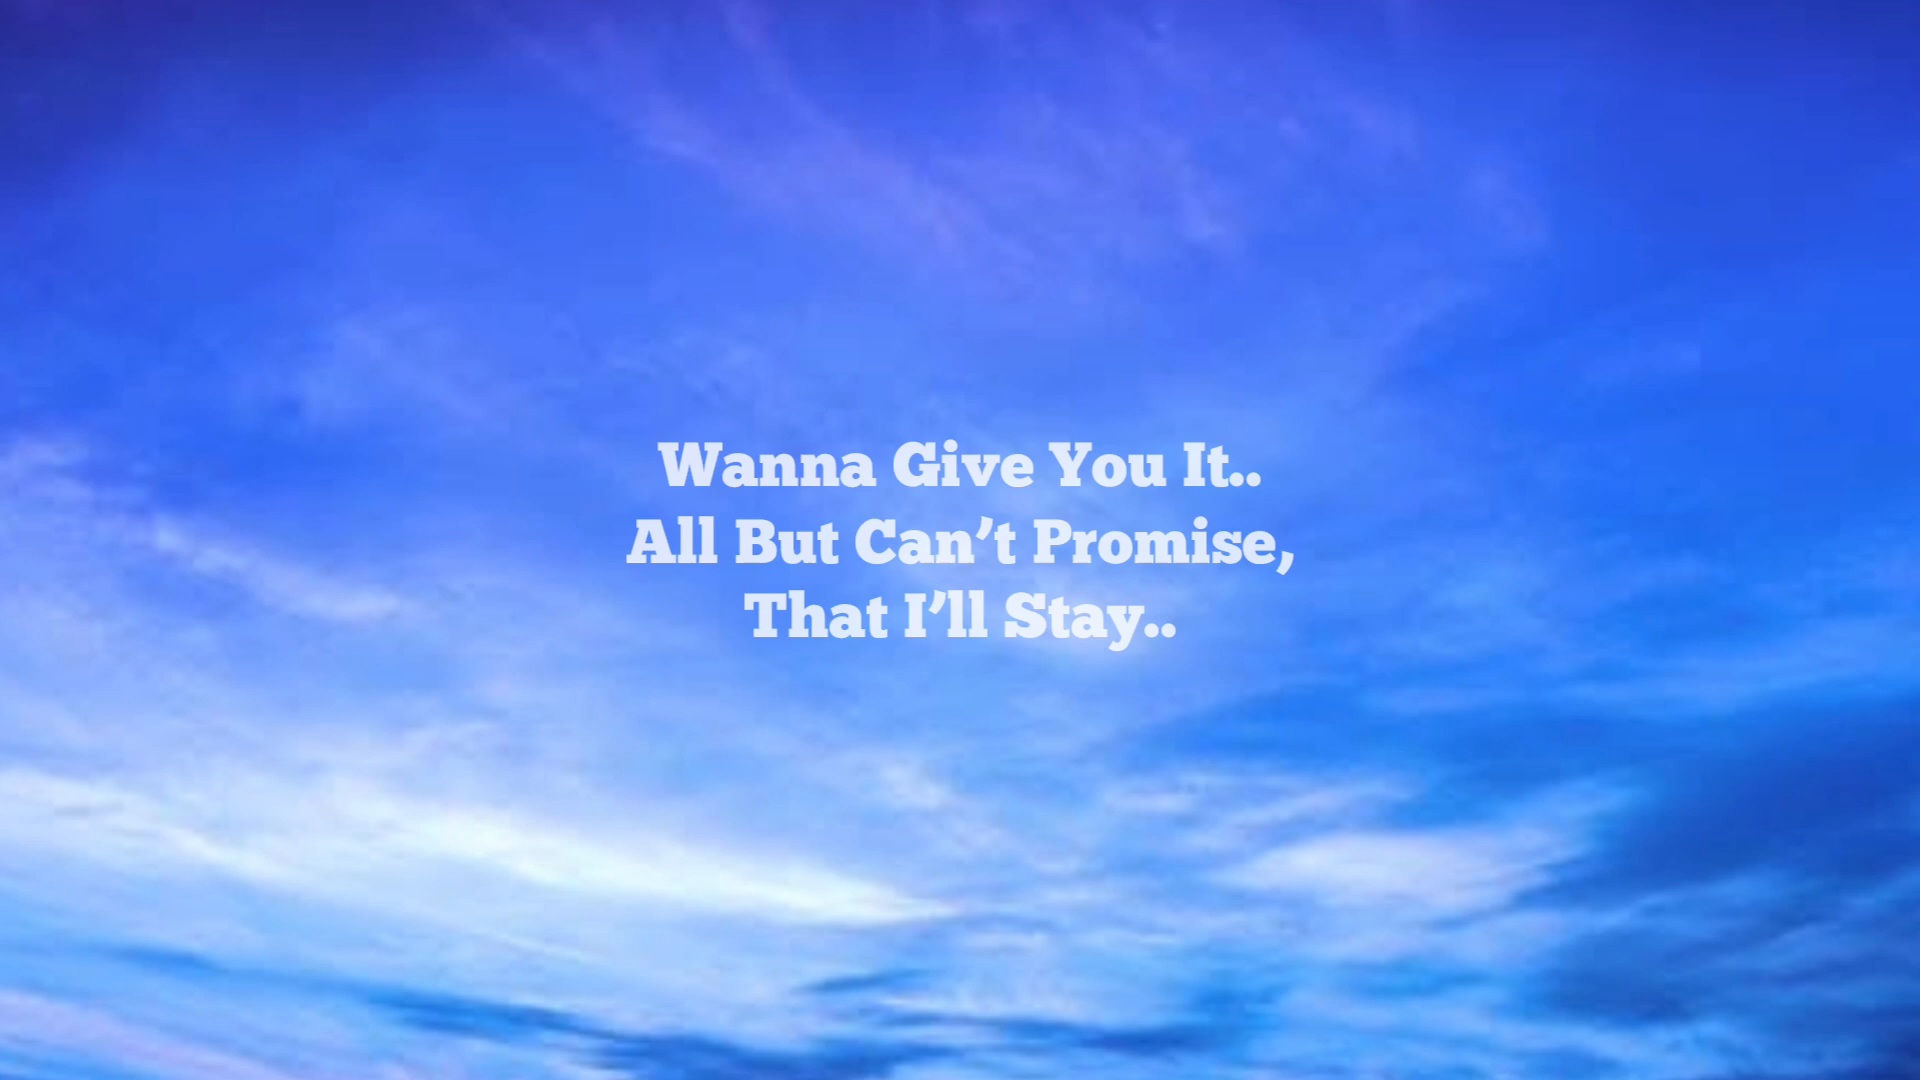 Wanna Give You It..
All But Can’t Promise,
That I’ll Stay..